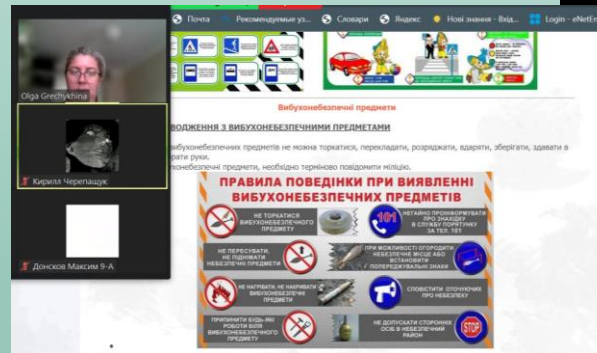 Почта
Рекомендуемые уз...
Словари
Яндекс
Нові знання - Вхід...
Login - eNetEn
Olga Grechykhina
Кирилл Черепащук
Донсков Максим 9-А
Вибухонебезпечні предмети
ВОДЖЕННЯ З ВИБУХОНЕБЕЗПЕЧНИМИ ПРЕДМЕТАМИ
вибухонебезпечних предметів не можна торкатися, перекладати, розряджати, вдаряти, зберігати, здавати в
брати руки.
ухонебезпечні предмети, необхідно терміново повідомити міліцію.
ПРАВИЛА ПОВЕДІНКИ ПРИ ВИЯВЛЕННІ
ВИБУХОНЕБЕЗПЕЧНИХ ПРЕДМЕТІВ
НЕ ТОРКАТИСЯ
ВИБУХОНЕБЕЗПЕЧНОГО
ПРЕДМЕТУ
101
НЕГАЙНО ПРОІНФОРМУВАТИ
ПРО ЗНАХІДКУ
В СЛУЖБУ ПОРЯТУНКУ
ЗА ТЕЛ. 101
НЕ ПЕРЕСУВАТИ,
НЕ ПІДНІМАТИ
НЕБЕЗПЕЧНІ ПРЕДМЕТИ
ПРИ МОЖЛИВОСТІ ОГОРОДИТИ
НЕБЕЗПЕЧНЕ МІСЦЕ АБО
ВСТАНОВИТИ
ПОПЕРЕДЖУВАЛЬНІ ЗНАКИ
НЕ НАГРІВАТИ, НЕ НАКРИВАТИ
ВИБУХОНЕБЕЗПЕЧНІ
ПРЕДМЕТИ
СПОВІСТИТИ ОТОЧУЮЧИХ
ПРО НЕБЕЗПЕКУ
ПРИПИНИТИ БУДЬ-ЯКІ
РОБОТИ БІЛЯ
ВИБУХОНЕБЕЗПЕЧНОГО
ПРЕДМЕТУ
НЕ ДОПУСКАТИ СТОРОННІХ
ОСІБ В НЕБЕЗПЕЧНИЙ
РАЙОН
STOP